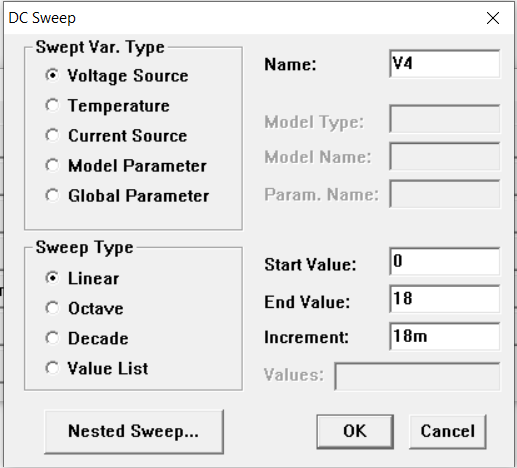 DC Sweep
Swept Var. Type
Voltage Source
Temperature
Current Source
Model Parameter
Global Parameter
Name: V4
Model Type:
Model Name:
Param. Name:
Sweep Type
Linear
Octave
Decade
Value List
Start Value: 0
End Value: 18
Increment: 18m
Values:
Nested Sweep...
OK
Cancel